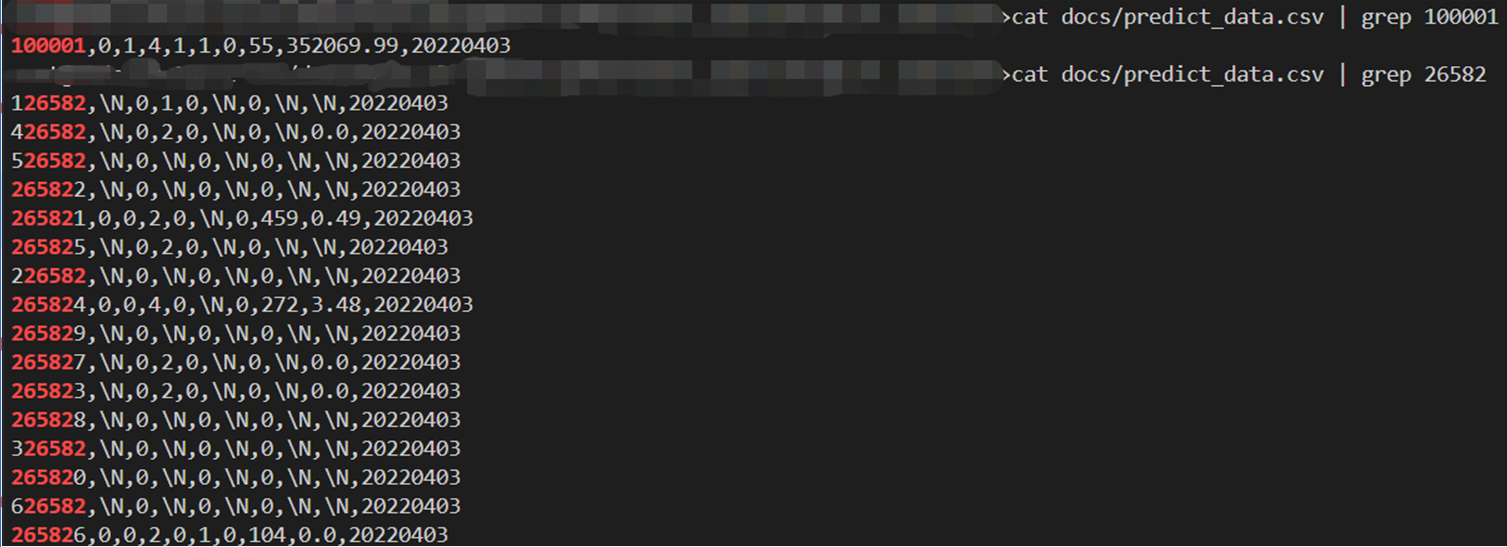 >cat docs/predict_data.csv | grep 100001
100001,0,1,4,1,1,0,55,352069.99,20220403
>cat docs/predict_data.csv | grep 26582
126582,\N,0,1,0,\N,0,\N,\N,20220403
426582,\N,0,2,0,\N,0,\N,0.0,20220403
526582,\N,0,\N,0,\N,0,\N,\N,20220403
265822,\N,0,\N,0,\N,0,\N,\N,20220403
265821,0,0,2,0,\N,0,459,0.49,20220403
265825,\N,0,2,0,\N,0,\N,\N,20220403
226582,\N,0,\N,0,\N,0,\N,\N,20220403
265824,0,0,4,0,\N,0,272,3.48,20220403
265829,\N,0,\N,0,\N,0,\N,\N,20220403
265827,\N,0,2,0,\N,0,\N,0.0,20220403
265823,\N,0,2,0,\N,0,\N,0.0,20220403
265828,\N,0,\N,0,\N,0,\N,\N,20220403
326582,\N,0,\N,0,\N,0,\N,\N,20220403
265820,\N,0,\N,0,\N,0,\N,\N,20220403
626582,\N,0,\N,0,\N,0,\N,\N,20220403
265826,0,0,2,0,1,0,104,0.0,20220403